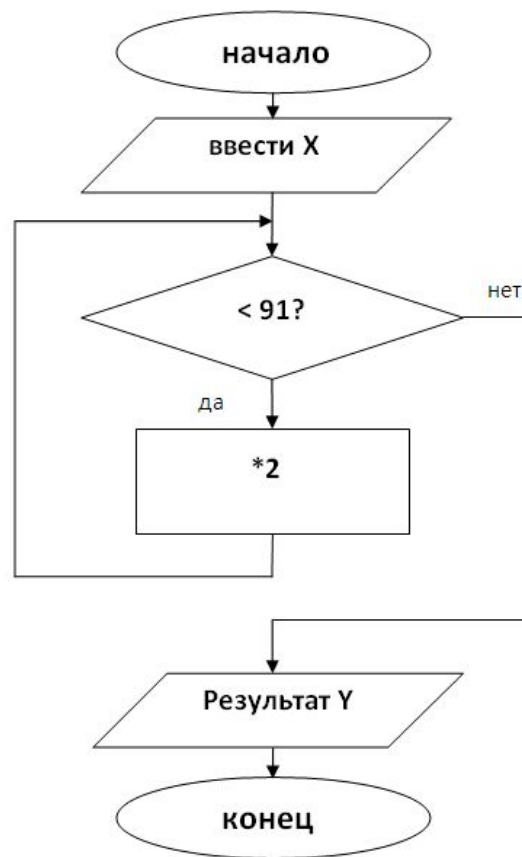 начало
ввести X
< 91?
нет
да
*2
Результат Y
конец